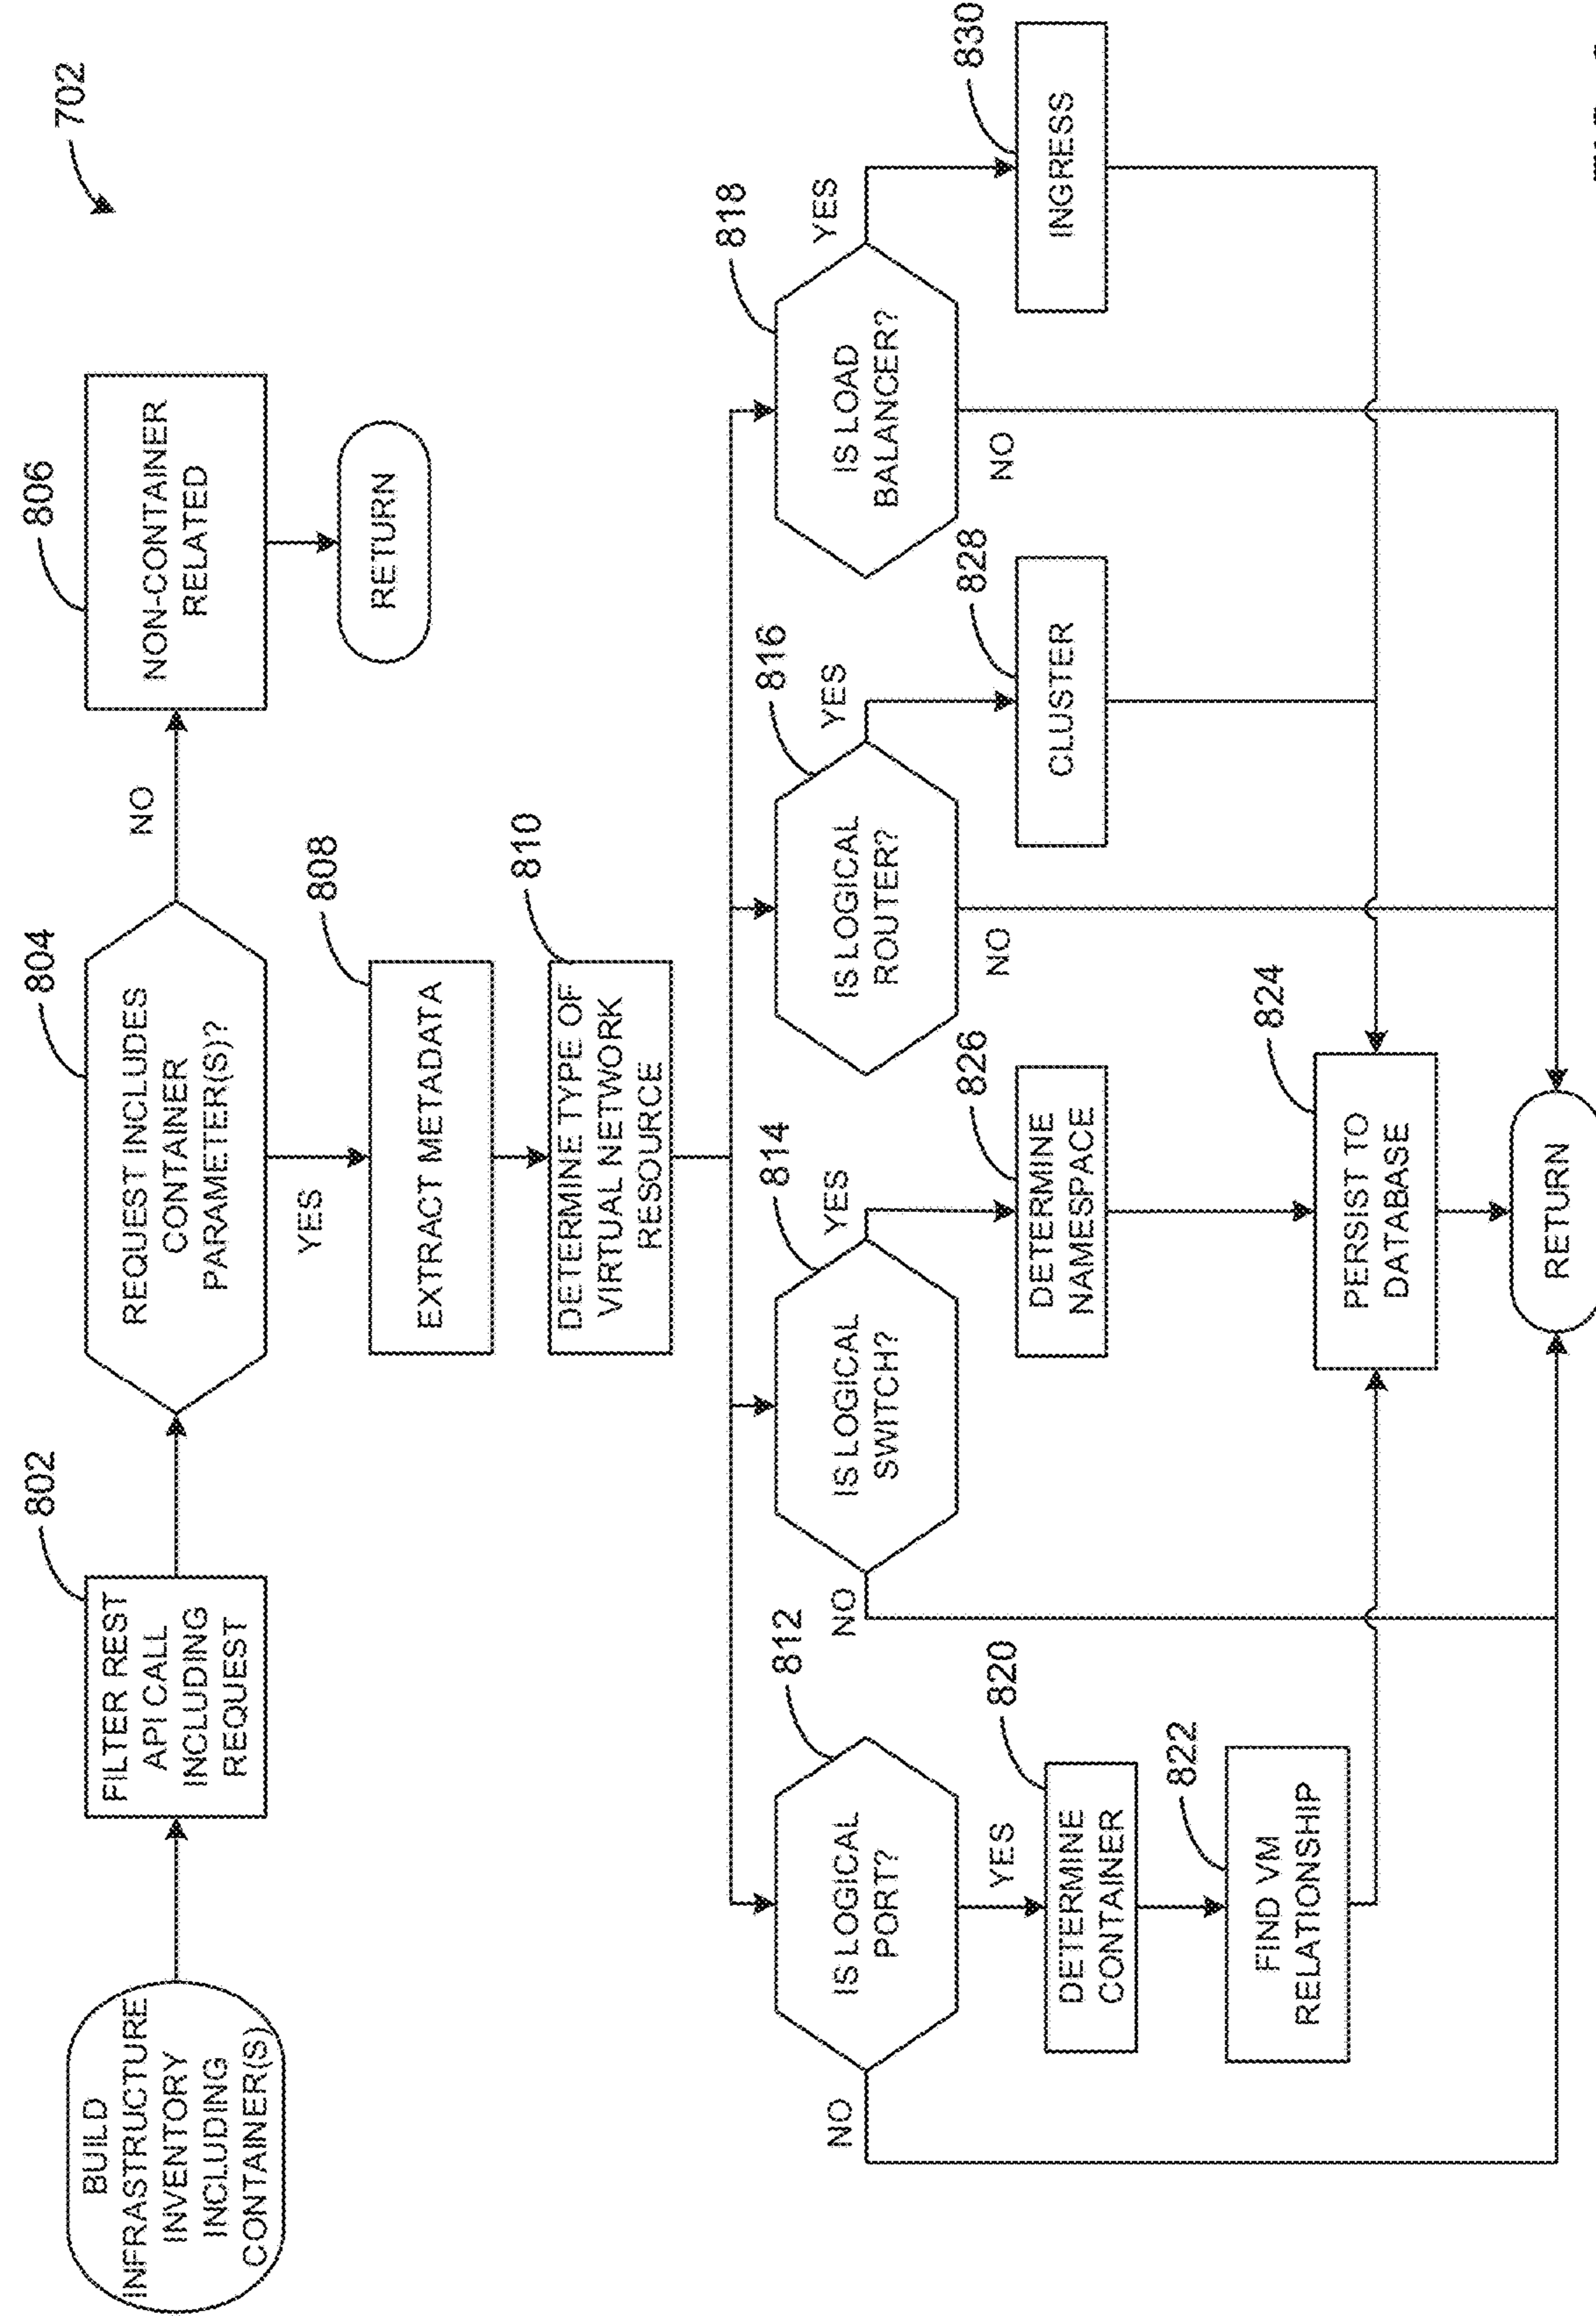 702
BUILD
INFRASTRUCTURE
INVENTORY
INCLUDING
CONTAINER(S)
802
FILTER REST
API CALL
INCLUDING
REQUEST
804
REQUEST INCLUDES
CONTAINER
PARAMETER(S)?
NO
806
NON-CONTAINER
RELATED
RETURN
YES
808
EXTRACT METADATA
810
DETERMINE TYPE OF
VIRTUAL NETWORK
RESOURCE
812
IS LOGICAL
PORT?
NO
YES
814
IS LOGICAL
SWITCH?
NO
YES
816
IS LOGICAL
ROUTER?
NO
YES
818
IS LOAD
BALANCER?
NO
YES
820
DETERMINE
CONTAINER
822
FIND VM
RELATIONSHIP
826
DETERMINE
NAMESPACE
828
CLUSTER
830
INGRESS
824
PERSIST TO
DATABASE
RETURN